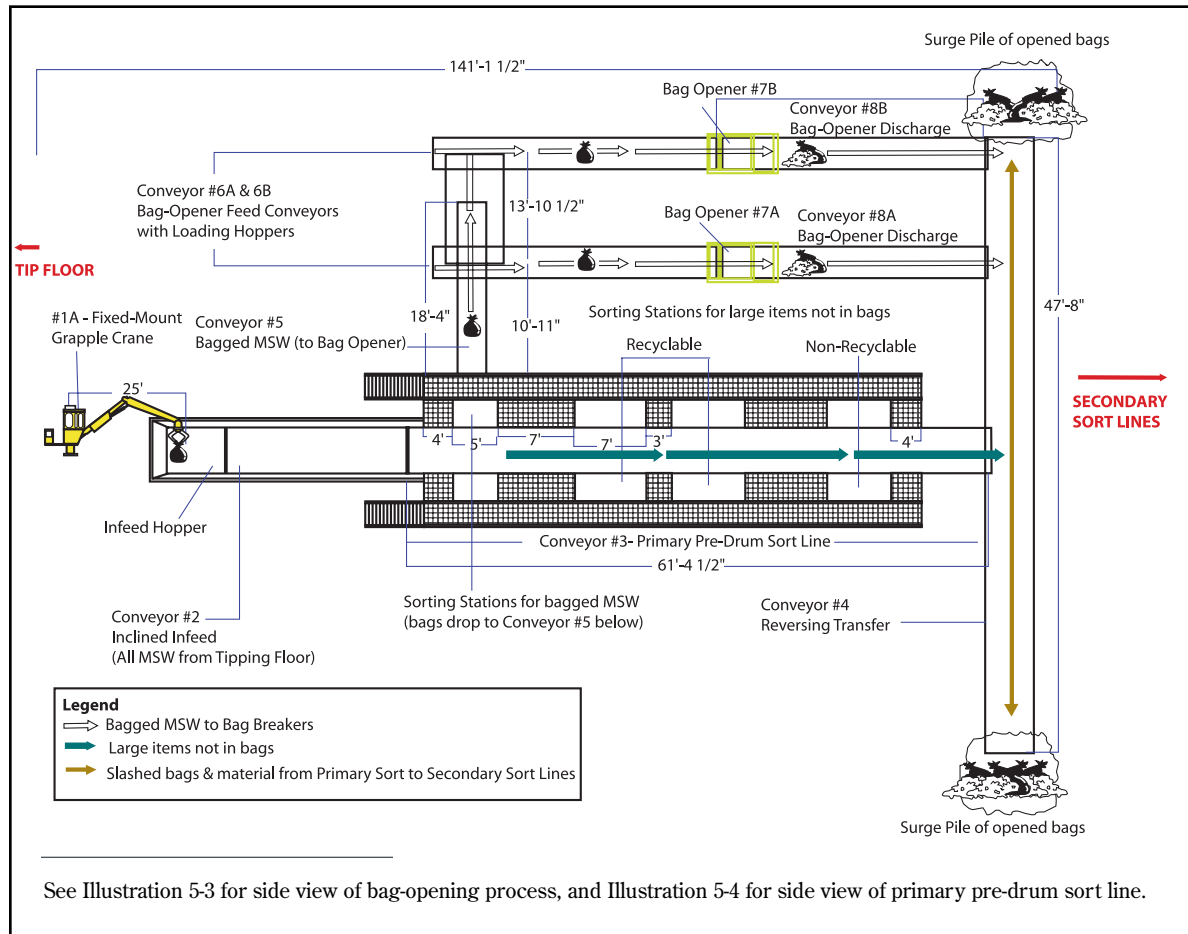 Surge Pile of opened bags
141'-1 1/2"
Bag Opener #7B
Conveyor #8B
Bag-Opener Discharge
Conveyor #6A & 6B
Bag-Opener Feed Conveyors
with Loading Hoppers
13'-10 1/2"
Bag Opener #7A
Conveyor #8A
Bag-Opener Discharge
TIP FLOOR
#1A - Fixed-Mount
Grapple Crane
Conveyor #5
Bagged MSW (to Bag Opener)
18'-4"
10'-11"
Sorting Stations for large items not in bags
47'-8"
Recyclable
Non-Recyclable
25'
SECONDARY
SORT LINES
4'
5'
7'
7'
3'
4'
Infeed Hopper
Conveyor #3- Primary Pre-Drum Sort Line
61'-4 1/2"
Conveyor #2
Inclined Infeed
(All MSW from Tipping Floor)
Sorting Stations for bagged MSW
(bags drop to Conveyor #5 below)
Conveyor #4
Reversing Transfer
Legend
Bagged MSW to Bag Breakers
Large items not in bags
Slashed bags & material from Primary Sort to Secondary Sort Lines
Surge Pile of opened bags
See Illustration 5-3 for side view of bag-opening process, and Illustration 5-4 for side view of primary pre-drum sort line.